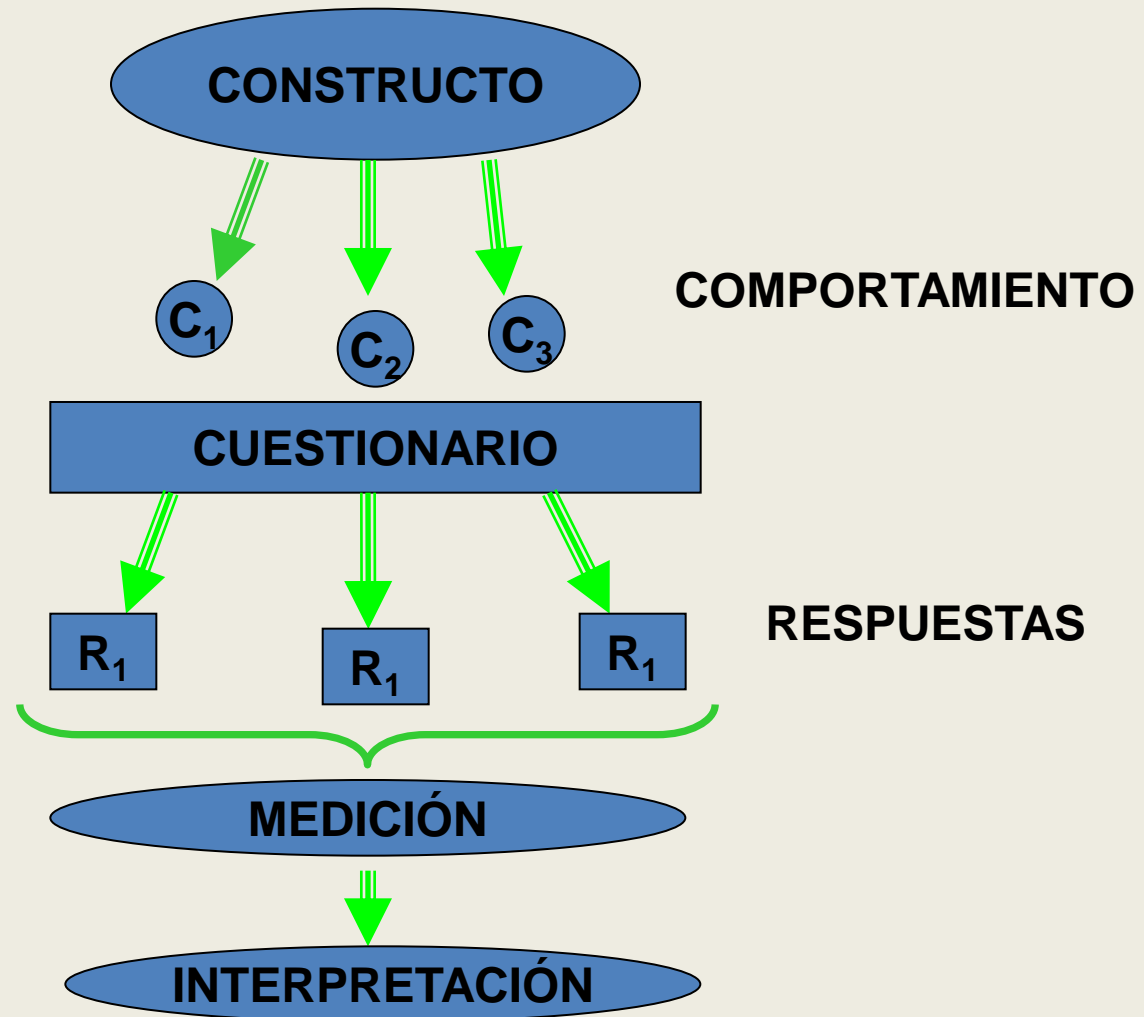 CONSTRUCTO
COMPORTAMIENTO
C₁
C₂
C₃
CUESTIONARIO
RESPUESTAS
R₁
R₁
R₁
MEDICIÓN
INTERPRETACIÓN